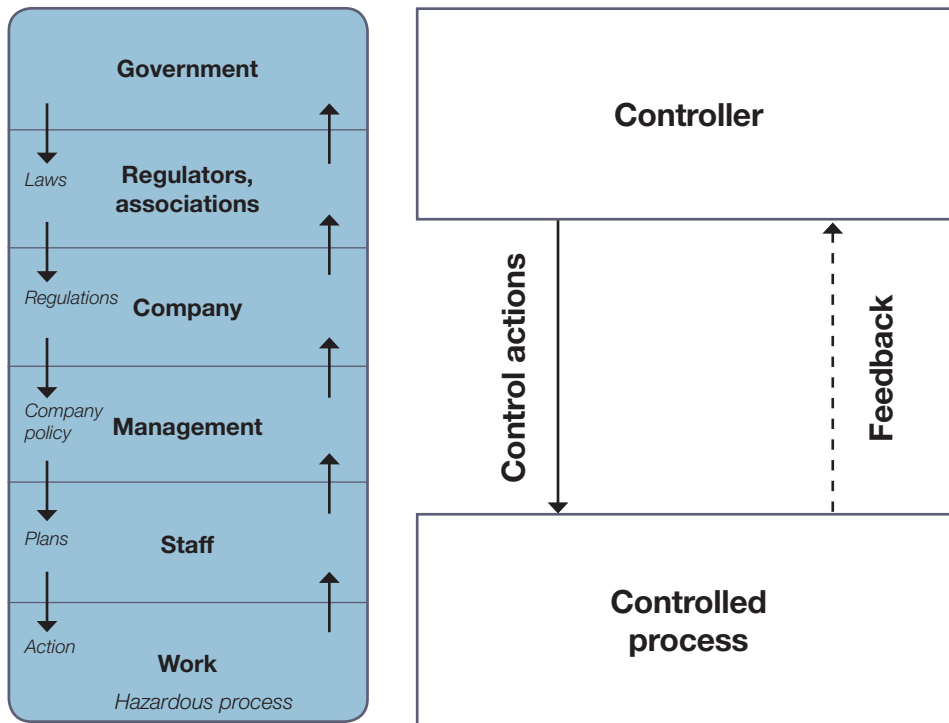 Government
Laws
Regulators,
associations
Regulations
Company
Company
policy
Management
Plans
Staff
Action
Work
Hazardous process
Controller
Control actions
Feedback
Controlled
process